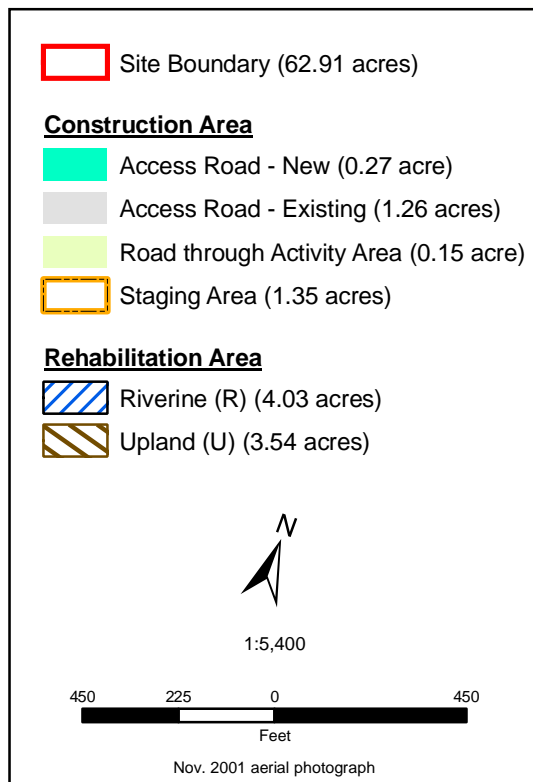 Site Boundary (62.91 acres)
Construction Area
Access Road - New (0.27 acre)
Access Road - Existing (1.26 acres)
Road through Activity Area (0.15 acre)
Staging Area (1.35 acres)
Rehabilitation Area
Riverine (R) (4.03 acres)
Upland (U) (3.54 acres)
N
1:5,400
450 225 0 450
Feet
Nov. 2001 aerial photograph